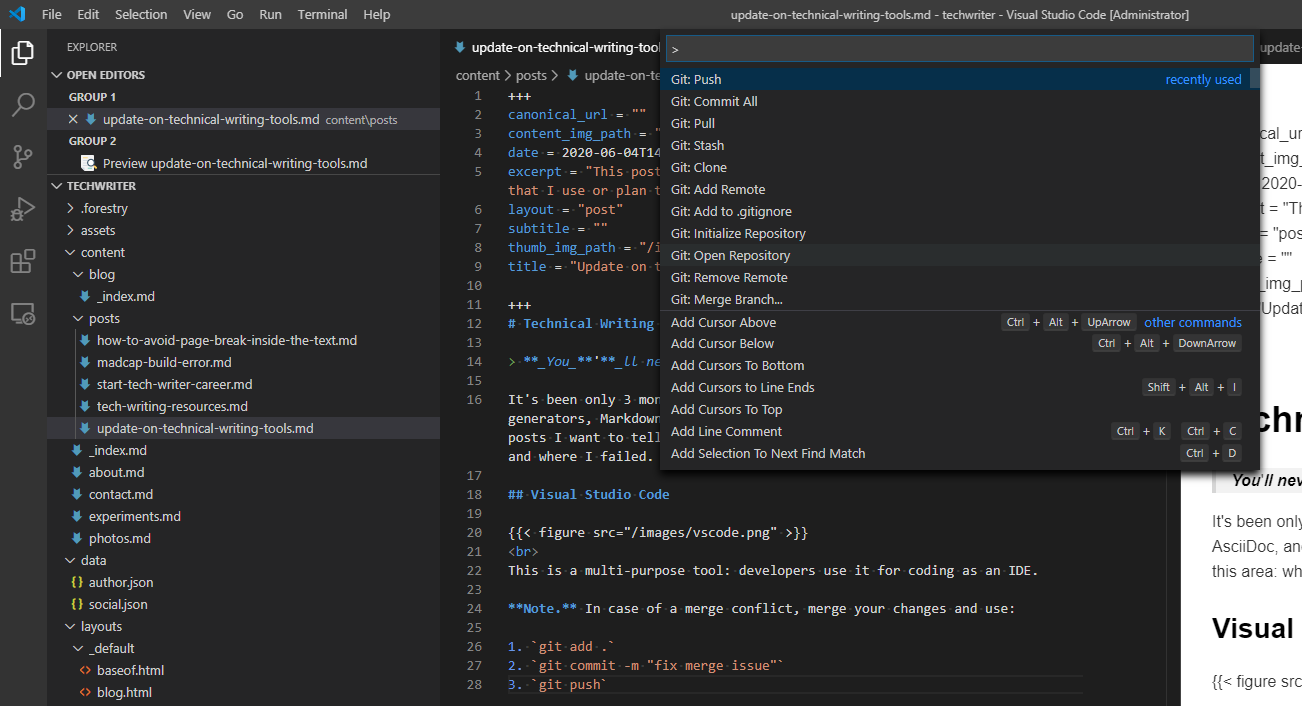 File Edit Selection View Go Run Terminal Help
update-on-technical-writing-tools.md - techwriter - Visual Studio Code [Administrator]
EXPLORER
OPEN EDITORS
GROUP 1
update-on-technical-writing-tools.md content\posts
GROUP 2
Preview update-on-technical-writing-tools.md
TECHWRITER
.forestry
assets
content
blog
_index.md
posts
how-to-avoid-page-break-inside-the-text.md
madcap-build-error.md
start-tech-writer-career.md
tech-writing-resources.md
update-on-technical-writing-tools.md
_index.md
about.md
contact.md
experiments.md
photos.md
data
{} author.json
{} social.json
layouts
_default
<> baseof.html
<> blog.html
update-on-technical-writing-tool
content > posts > update-on-te
1 +++
2 canonical_url = ""
3 content_img_path = "
4 date = 2020-06-04T14
5 excerpt = "This post
that I use or plan t
6 layout = "post"
7 subtitle = ""
8 thumb_img_path = "/i
9 title = "Update on t
10
11 +++
12 # Technical Writing
13
14 > **_You_**'**_ll ne
15
16 It's been only 3 mon
generators, Markdown
posts I want to tell
and where I failed.
17
18 ## Visual Studio Code
19
20 {{< figure src="/images/vscode.png" >}}
21 <br>
22 This is a multi-purpose tool: developers use it for coding as an IDE.
23
24 **Note.** In case of a merge conflict, merge your changes and use:
25
26 1. `git add .`
27 2. `git commit -m "fix merge issue"`
28 3. `git push`
>
Git: Push recently used
Git: Commit All
Git: Pull
Git: Stash
Git: Clone
Git: Add Remote
Git: Add to .gitignore
Git: Initialize Repository
Git: Open Repository
Git: Remove Remote
Git: Merge Branch...
Add Cursor Above Ctrl + Alt + UpArrow other commands
Add Cursor Below Ctrl + Alt + DownArrow
Add Cursors To Bottom
Add Cursors to Line Ends Shift + Alt + I
Add Cursors To Top
Add Line Comment Ctrl + K Ctrl + C
Add Selection To Next Find Match Ctrl + D
update-
cal_ur
t_img_
2020-
t = "Th
= "pos
= ""
_img_p
"Updat
chn
You'll nev
It's been only
AsciiDoc, and
this area: wh
Visual
{{< figure src